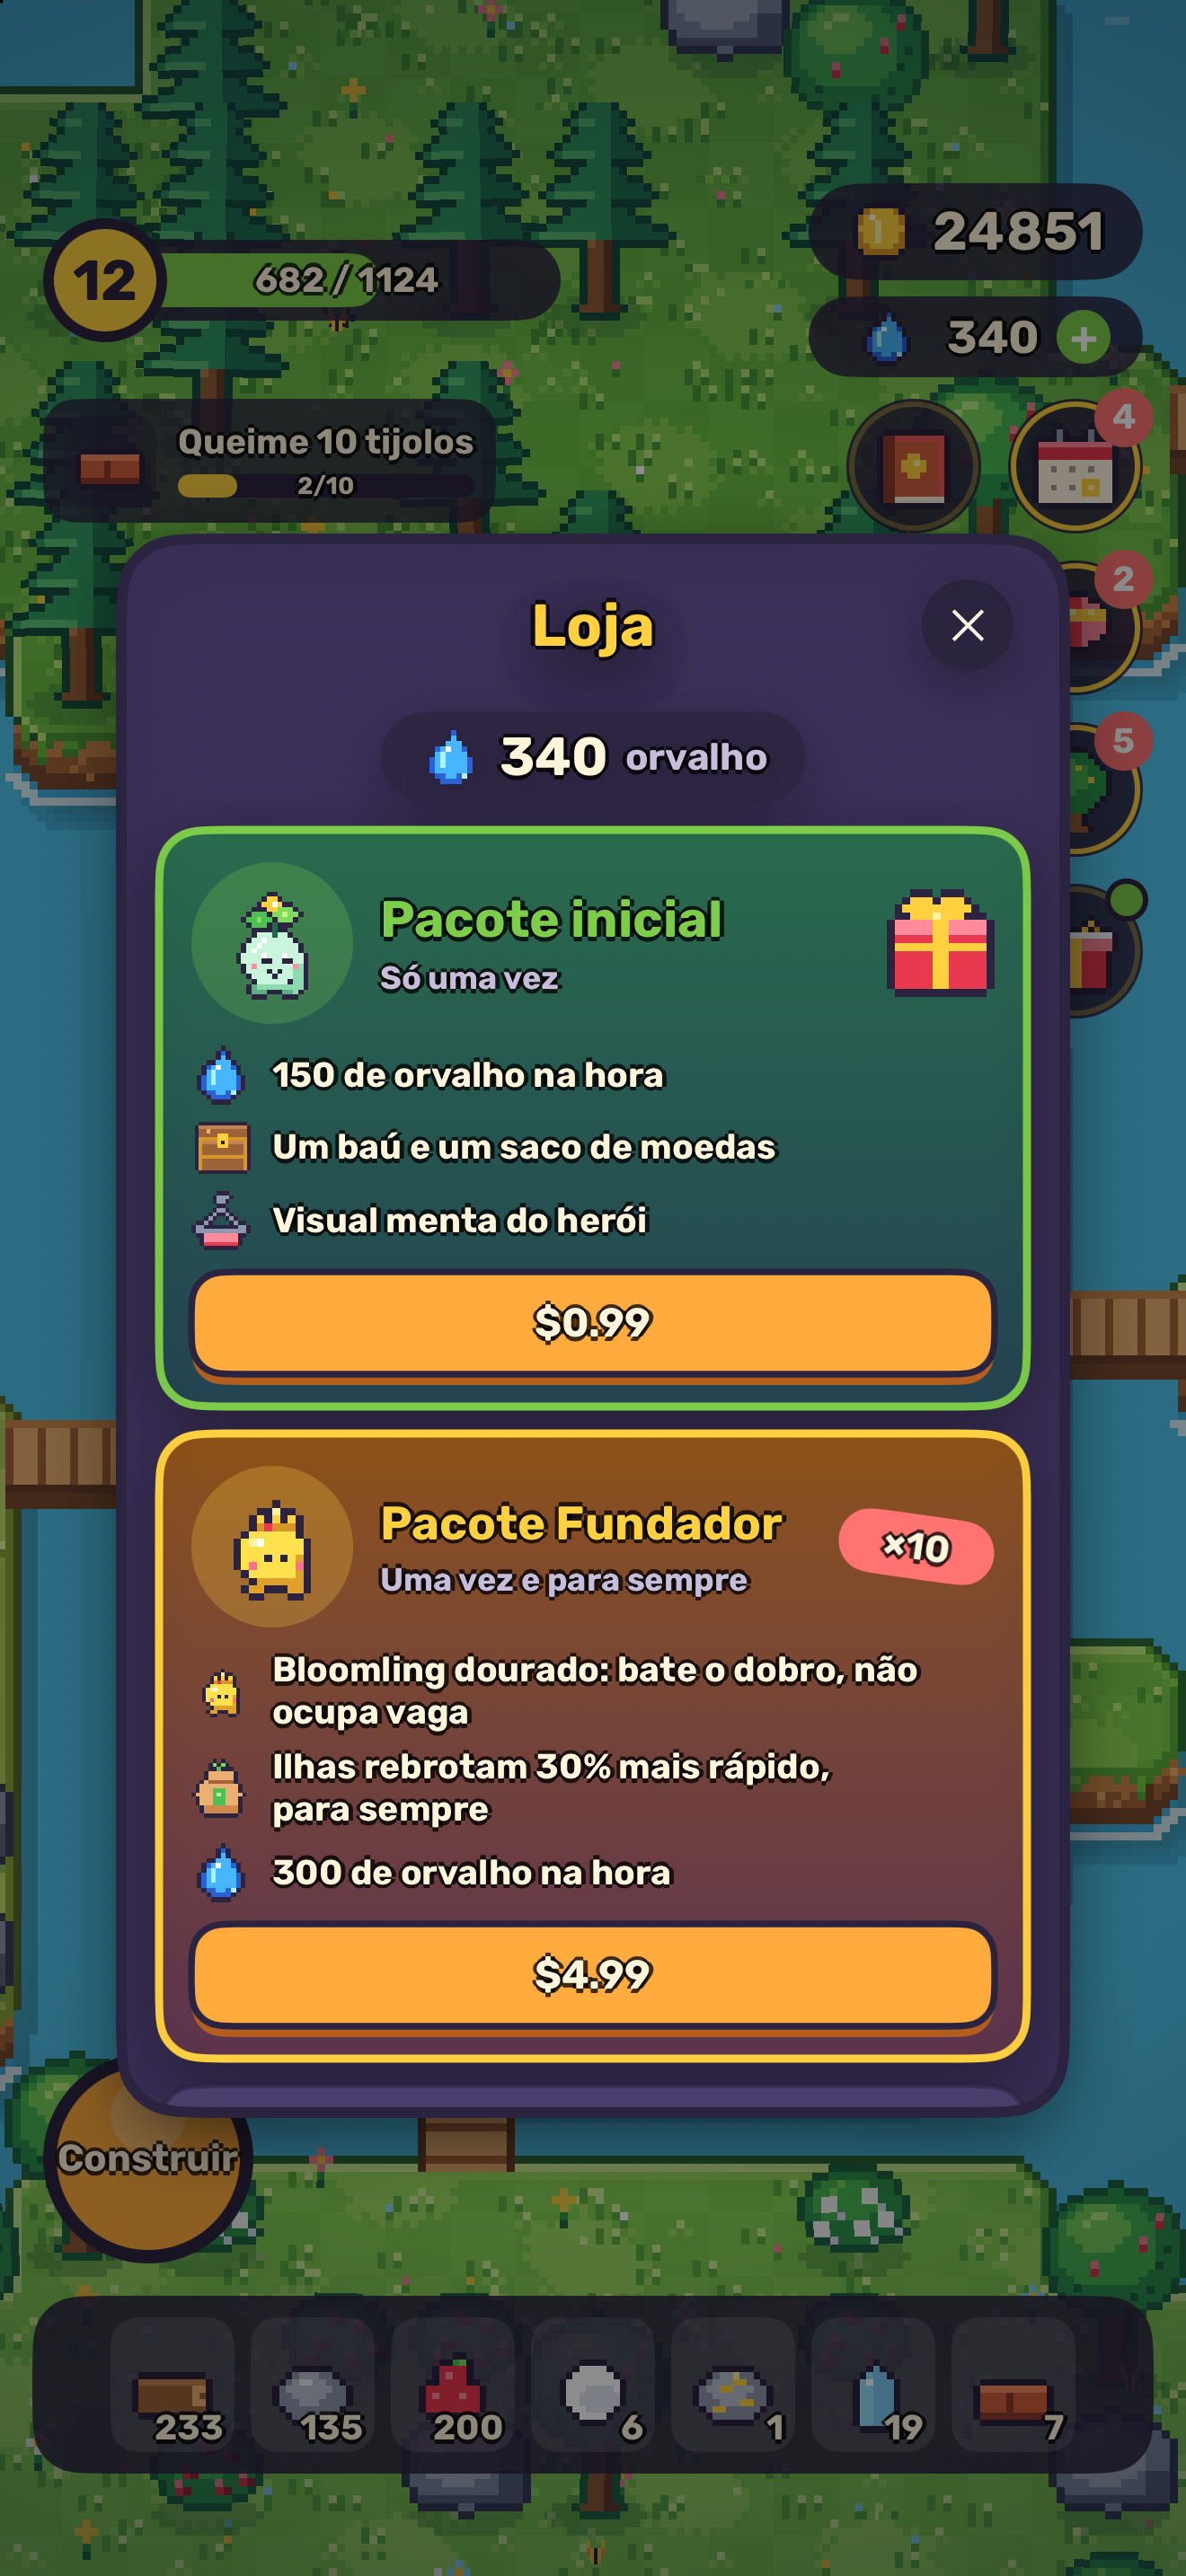 24851
12
682 / 1124
340
+
Queime 10 tijolos
2/10
4
2
5
Loja
340 orvalho
Pacote inicial
Só uma vez
150 de orvalho na hora
Um baú e um saco de moedas
Visual menta do herói
$0.99
Pacote Fundador
Uma vez e para sempre
×10
Bloomling dourado: bate o dobro, não
ocupa vaga
Ilhas rebrotam 30% mais rápido,
para sempre
300 de orvalho na hora
$4.99
Construir
233
135
200
6
1
19
7